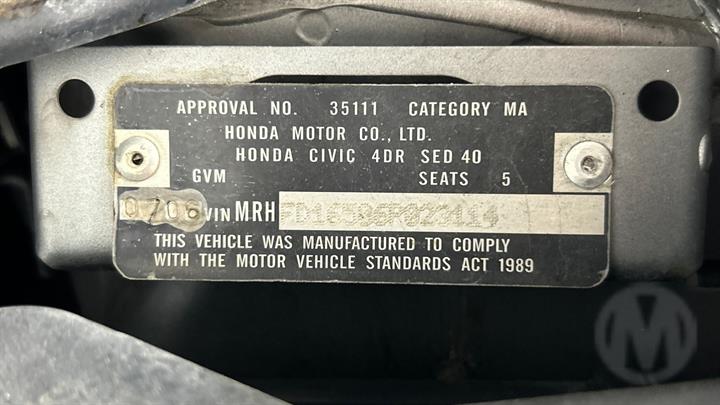 APPROVAL NO. 35111 CATEGORY MA
HONDA MOTOR CO., LTD.
HONDA CIVIC 4DR SED 40
GVM SEATS 5
0706 VIN MRH
THIS VEHICLE WAS MANUFACTURED TO COMPLY
WITH THE MOTOR VEHICLE STANDARDS ACT 1989
M